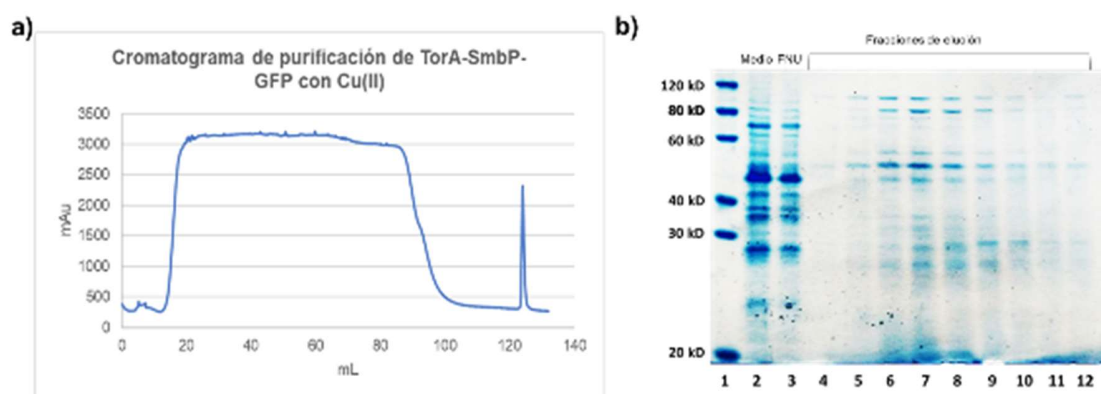 a)
Cromatograma de purificación de TorA-SmbP-
GFP con Cu(II)
3500
3000
2500
2000
1500
1000
500
0
mAu
0 20 40 60 80 100 120 140
mL
b)
Fracciones de elución
Medio FNU
120 kD
80 kD
60 kD
40 kD
30 kD
20 kD
1 2 3 4 5 6 7 8 9 10 11 12